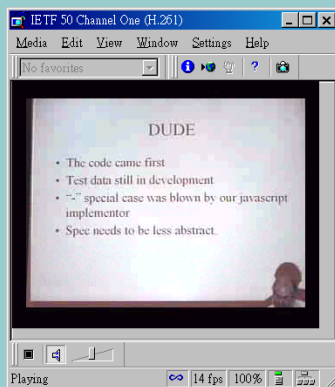 IETF 50 Channel One (H.261)
Media Edit View Window Settings Help
No favorites
DUDE
• The code came first
• Test data still in development
• "-" special case was blown by our javascript
implementor
• Spec needs to be less abstract.
Playing 14 fps 100%